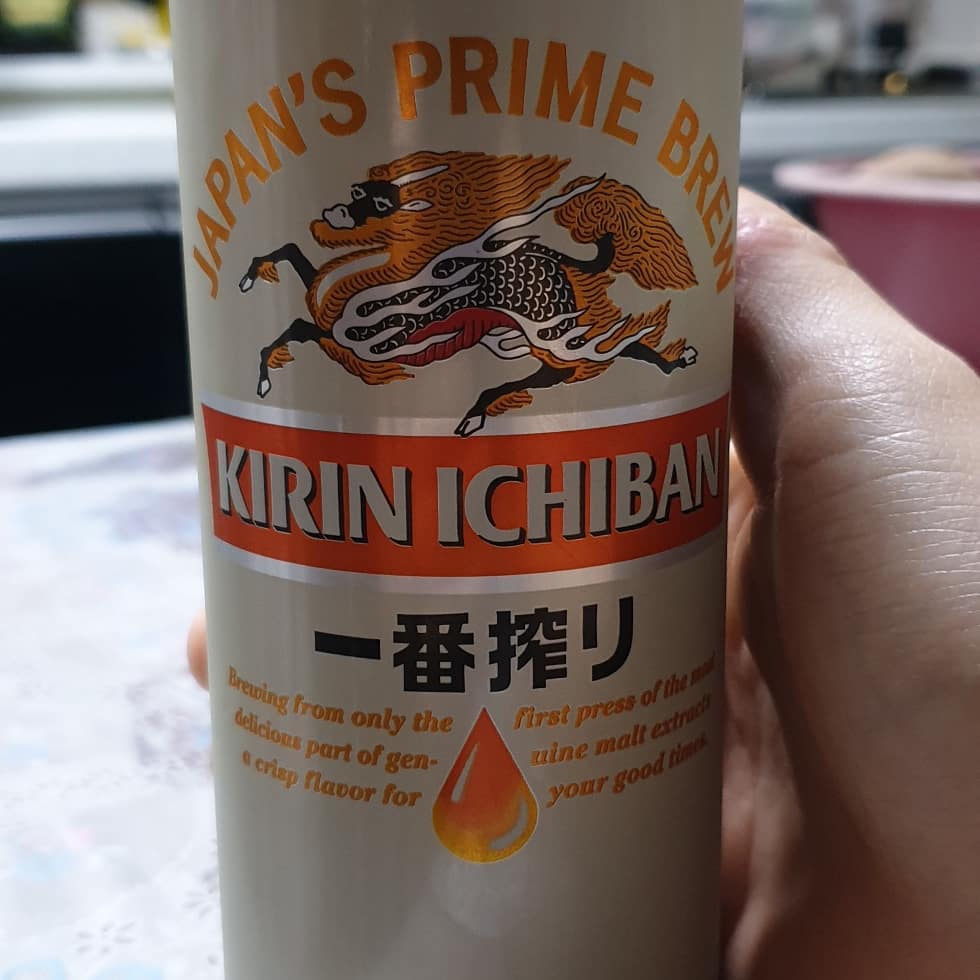 JAPAN'S PRIME BREW
KIRIN ICHIBAN
一番搾り
Brewing from only the first press of the most
delicious part of gen- uine malt extracts
a crisp flavor for your good times.